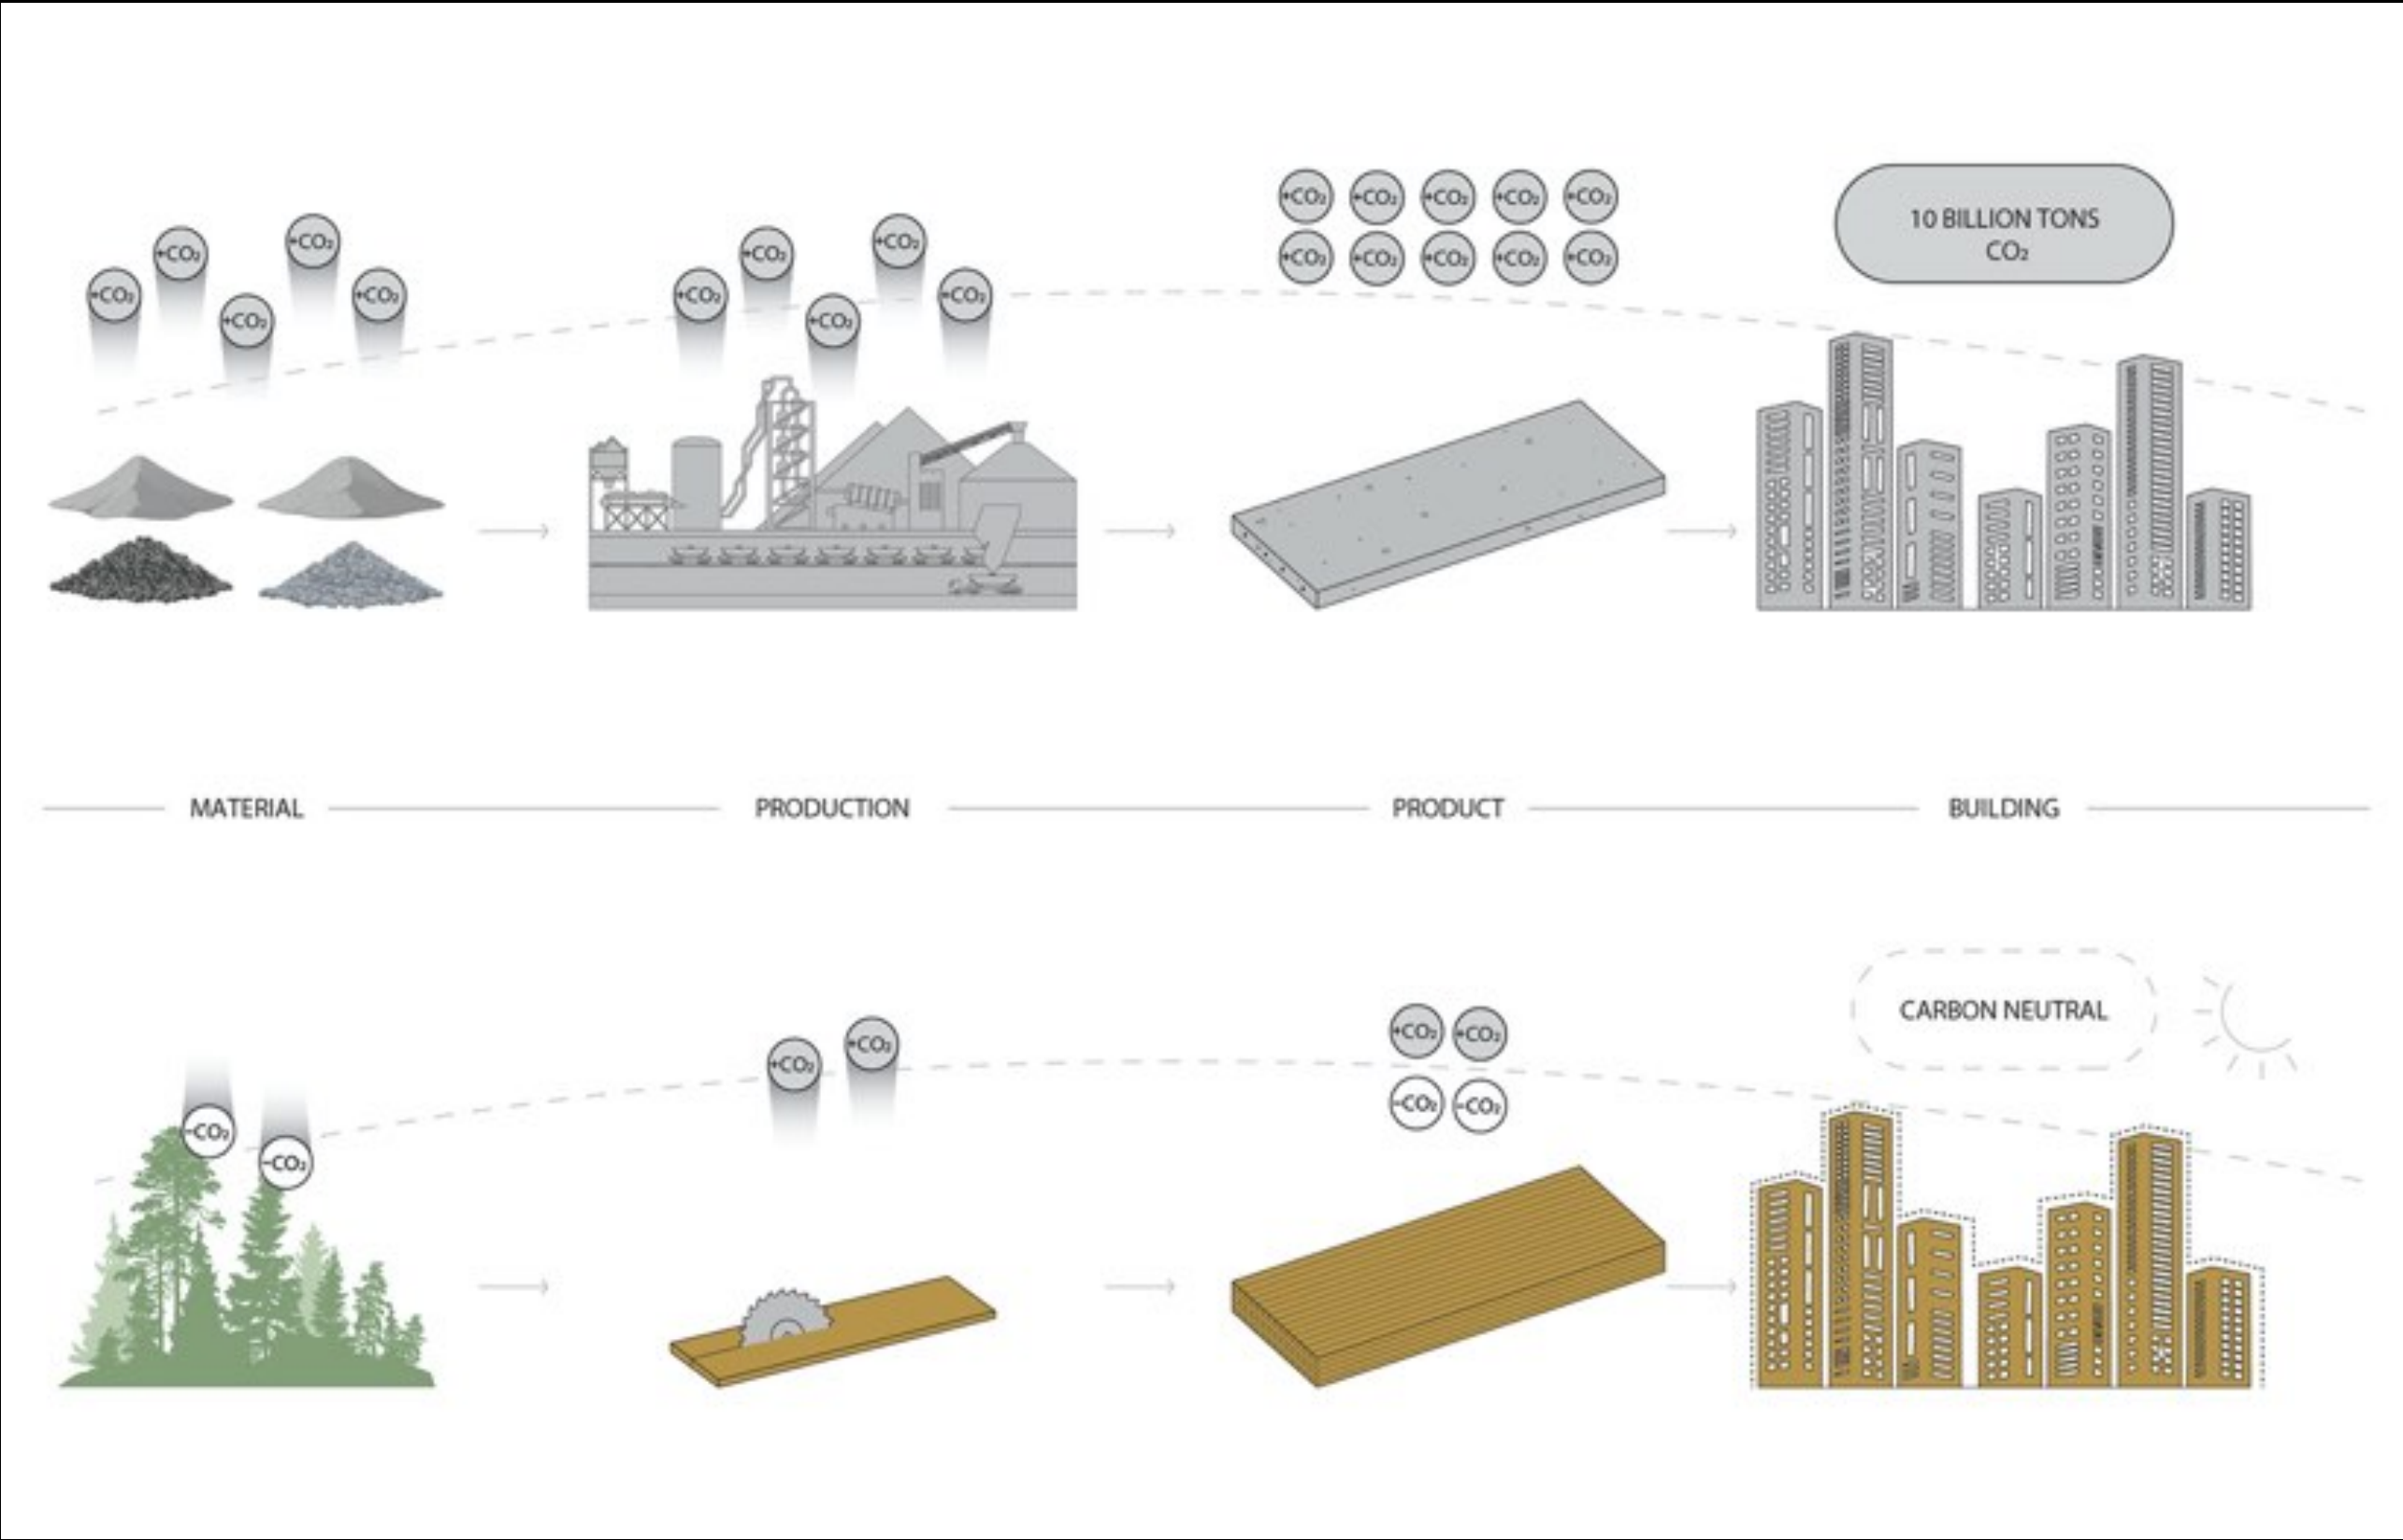 +CO₂ +CO₂ +CO₂ +CO₂ +CO₂
+CO₂ +CO₂ +CO₂ +CO₂ +CO₂
+CO₂ +CO₂ +CO₂ +CO₂ +CO₂
+CO₂ +CO₂ +CO₂ +CO₂ +CO₂
10 BILLION TONS
CO₂
MATERIAL PRODUCTION PRODUCT BUILDING
-CO₂ -CO₂
+CO₂ +CO₂
+CO₂ +CO₂
-CO₂ -CO₂
CARBON NEUTRAL